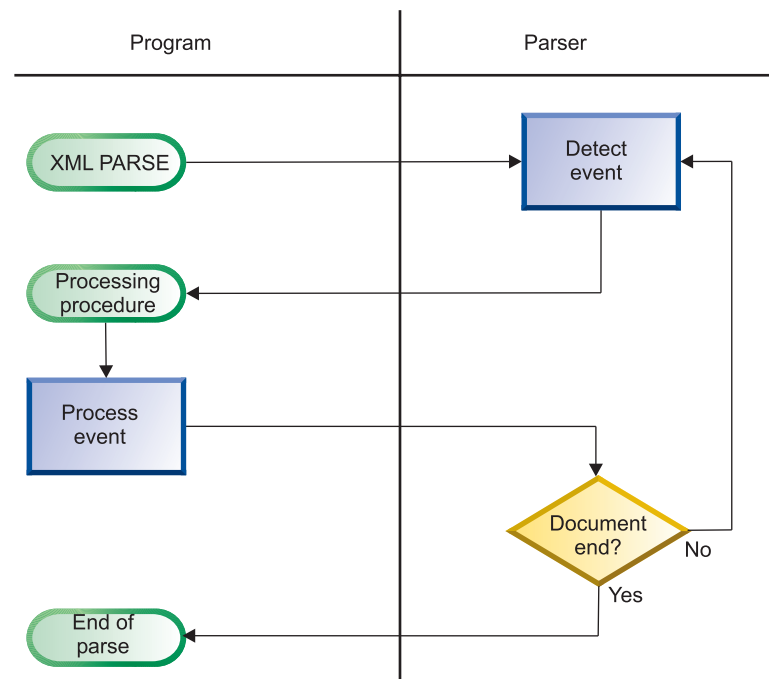 Program
Parser
XML PARSE
Detect
event
Processing
procedure
Process
event
Document
end?
No
Yes
End of
parse